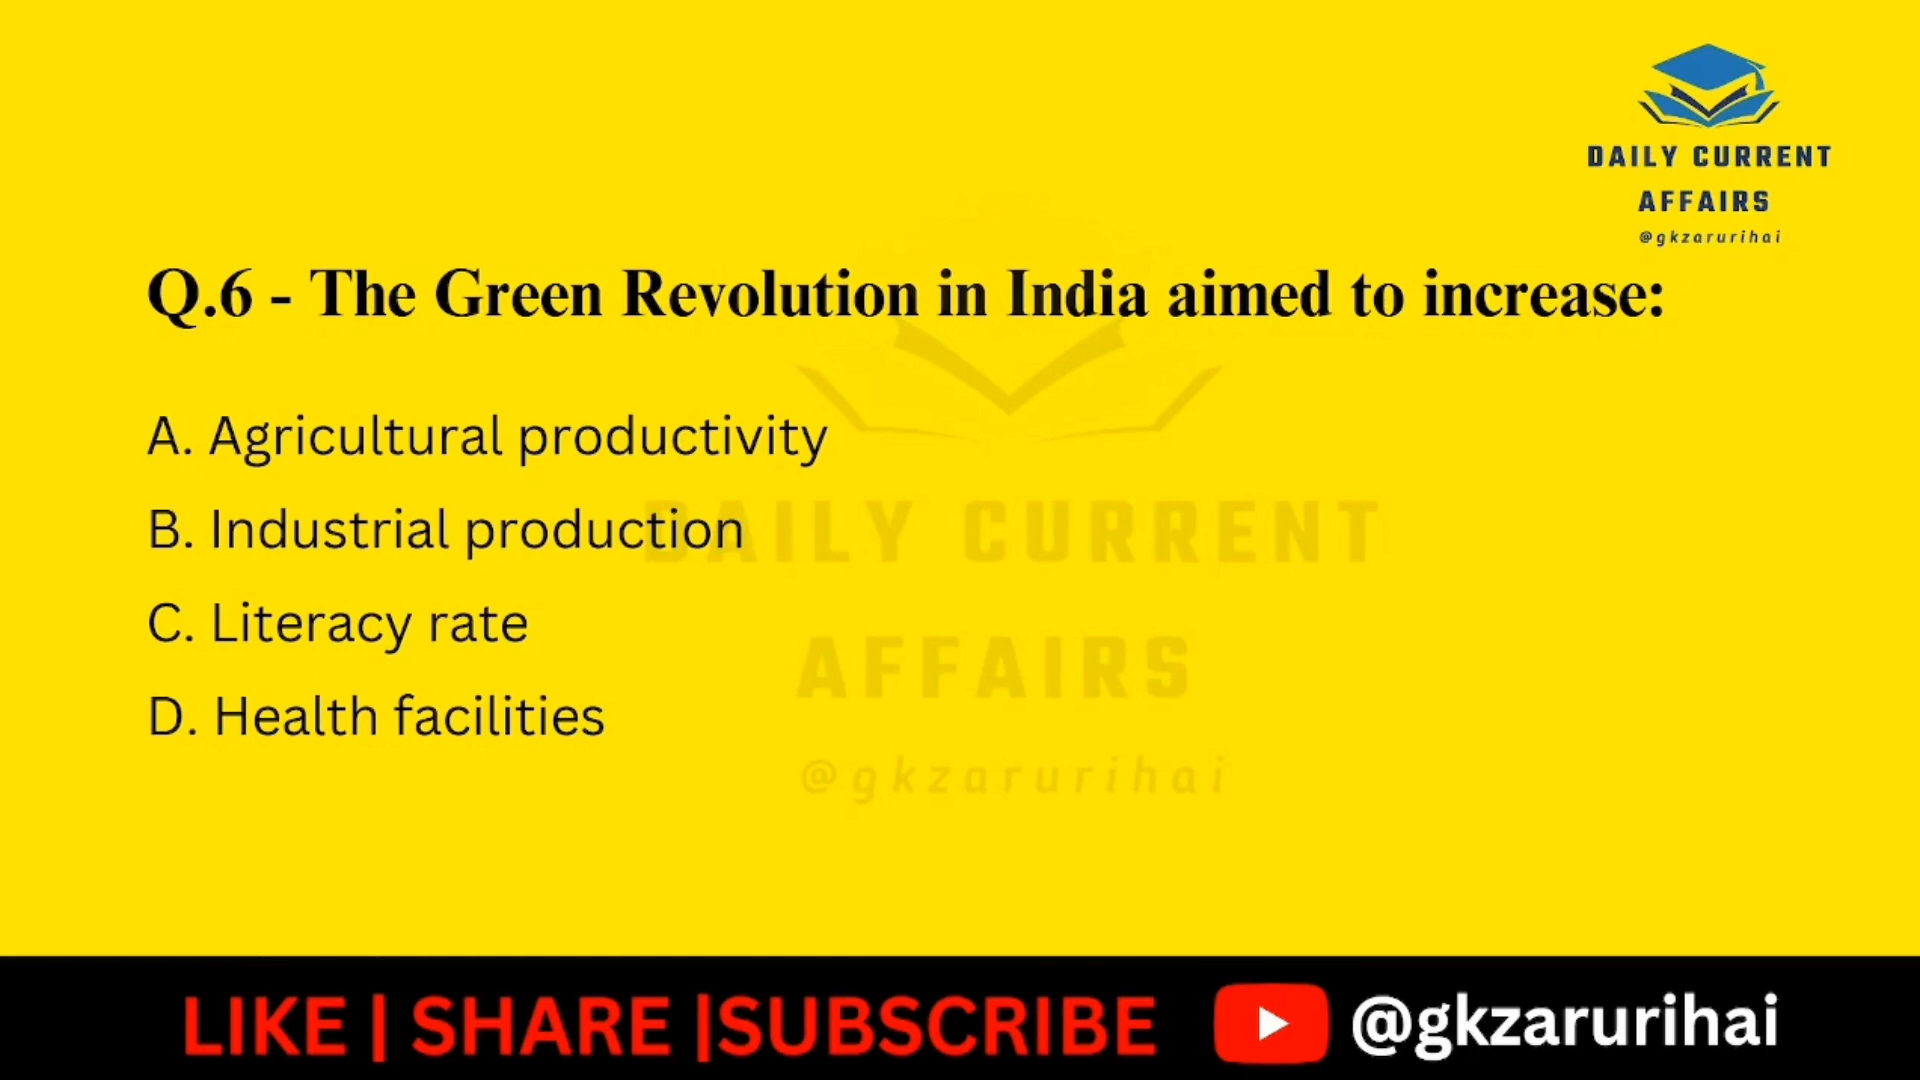 DAILY CURRENT
AFFAIRS
@gkzarurihai
Q.6 - The Green Revolution in India aimed to increase:
A. Agricultural productivity
B. Industrial production
C. Literacy rate
D. Health facilities
DAILY CURRENT
AFFAIRS
@gkzarurihai
LIKE | SHARE |SUBSCRIBE @gkzarurihai